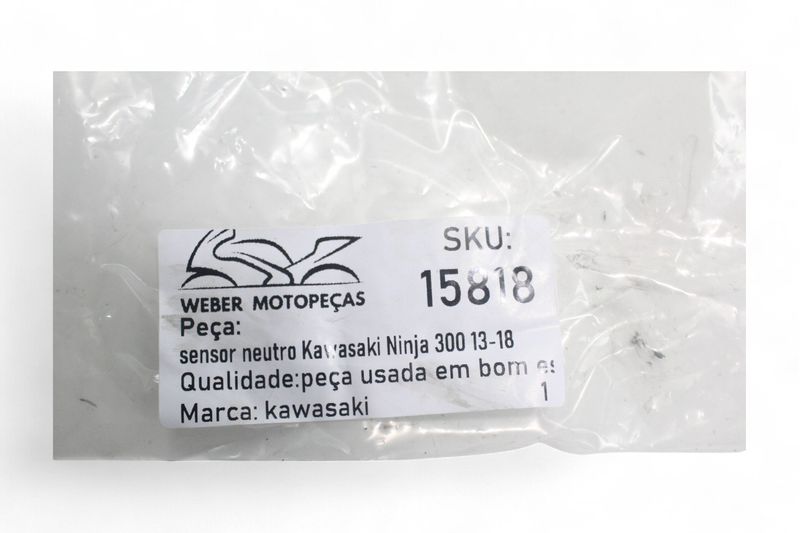 WEBER MOTOPEÇAS
SKU:
15818
Peça:
sensor neutro Kawasaki Ninja 300 13-18
Qualidade:peça usada em bom es
1
Marca: kawasaki